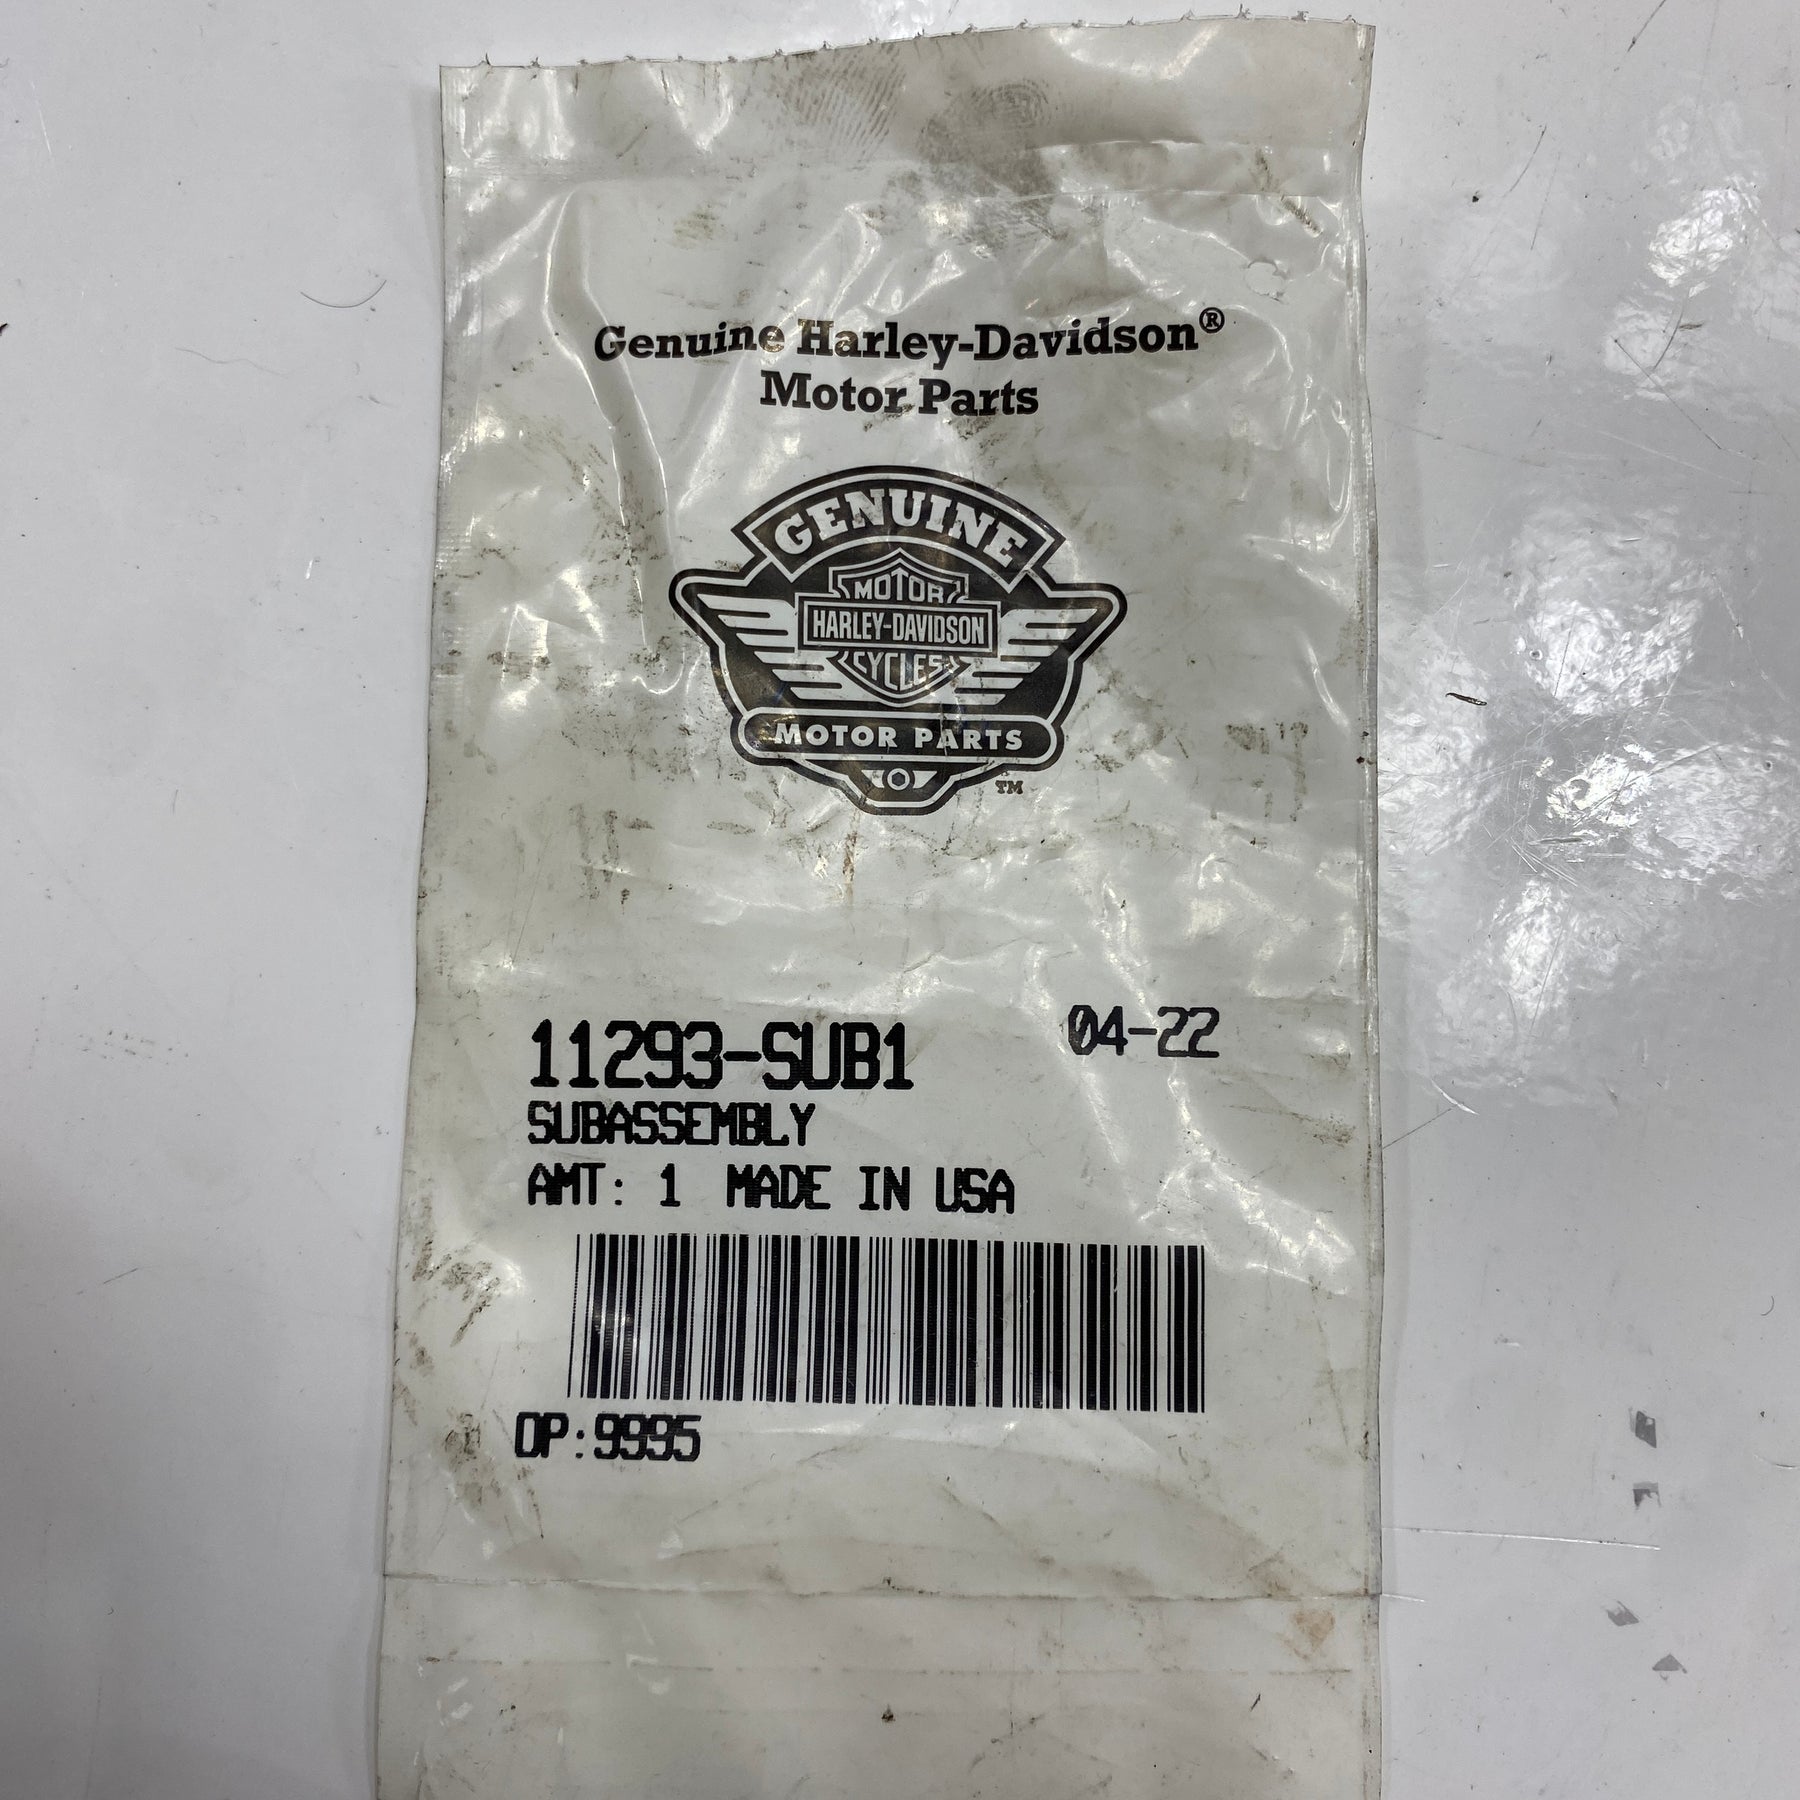 Genuine Harley-Davidson®
Motor Parts
GENUINE
MOTOR
HARLEY-DAVIDSON
CYCLES
MOTOR PARTS
TM
11293-SUB1 04-22
SUBASSEMBLY
AMT: 1 MADE IN USA
OP:9995